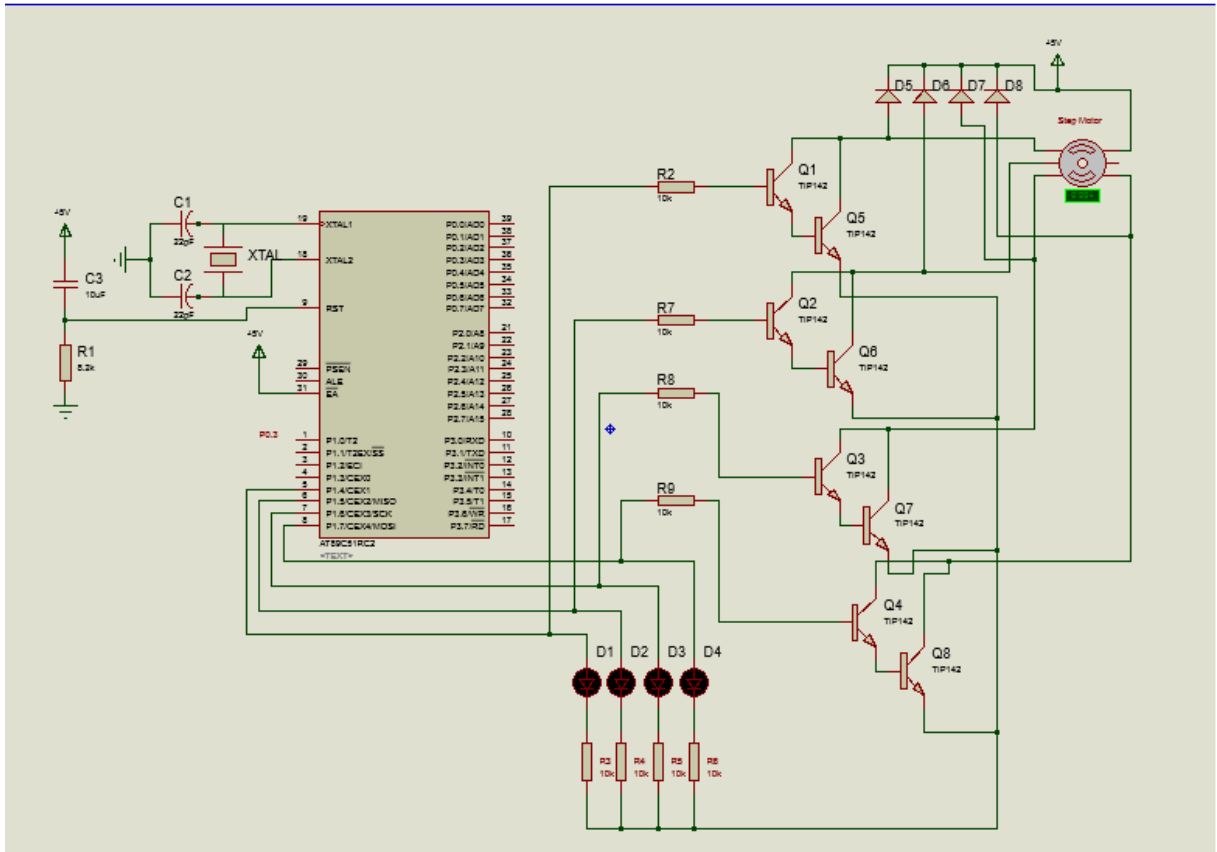 +5V
D5
D6
D7
D8
Step Motor
Q1
TIP142
R2
10k
Q5
TIP142
C1
22pF
+5V
19
XTAL1
39
P0.0/AD0
38
P0.1/AD1
37
P0.2/AD2
36
P0.3/AD3
35
P0.4/AD4
34
P0.5/AD5
33
P0.6/AD6
32
P0.7/AD7
XTAL
18
XTAL2
C3
10uF
C2
22pF
9
RST
Q2
TIP142
R7
10k
21
P2.0/A8
22
P2.1/A9
23
P2.2/A10
24
P2.3/A11
25
P2.4/A12
26
P2.5/A13
27
P2.6/A14
28
P2.7/A15
+5V
R1
8.2k
Q6
TIP142
29
PSEN
30
ALE
31
EA
R8
10k
P0.3
1
P1.0/T2
2
P1.1/T2EX/SS
3
P1.2/ECI
4
P1.3/CEX0
5
P1.4/CEX1
6
P1.5/CEX2/MISO
7
P1.6/CEX3/SCK
8
P1.7/CEX4/MOSI
10
P3.0/RXD
11
P3.1/TXD
12
P3.2/INT0
13
P3.3/INT1
14
P3.4/T0
15
P3.5/T1
16
P3.6/WR
17
P3.7/RD
Q3
TIP142
R9
10k
Q7
TIP142
AT89C51RC2
<TEXT>
Q4
TIP142
Q8
TIP142
D1
D2
D3
D4
R3
10k
R4
10k
R5
10k
R6
10k